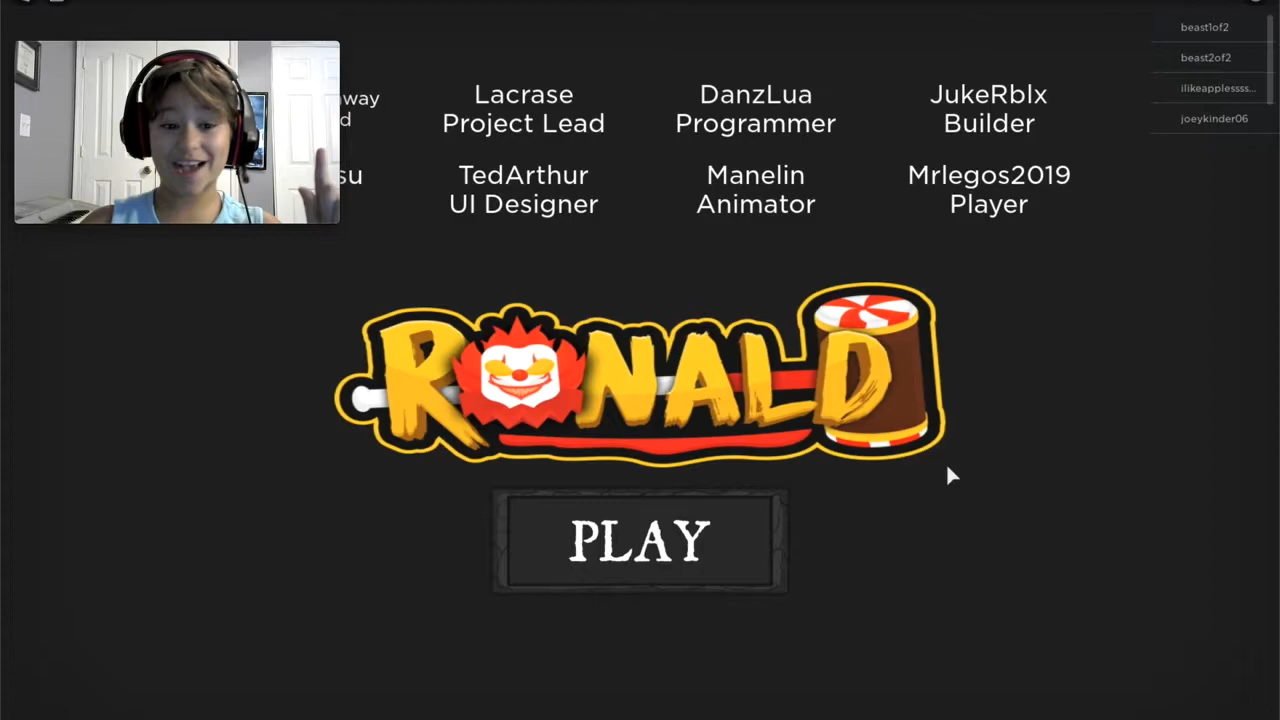 beast1of2
beast2of2
ilikeapplessss...
joeykinder06
Lacrase
Project Lead
DanzLua
Programmer
JukeRblx
Builder
TedArthur
UI Designer
Manelin
Animator
Mrlegos2019
Player
RONALD
PLAY